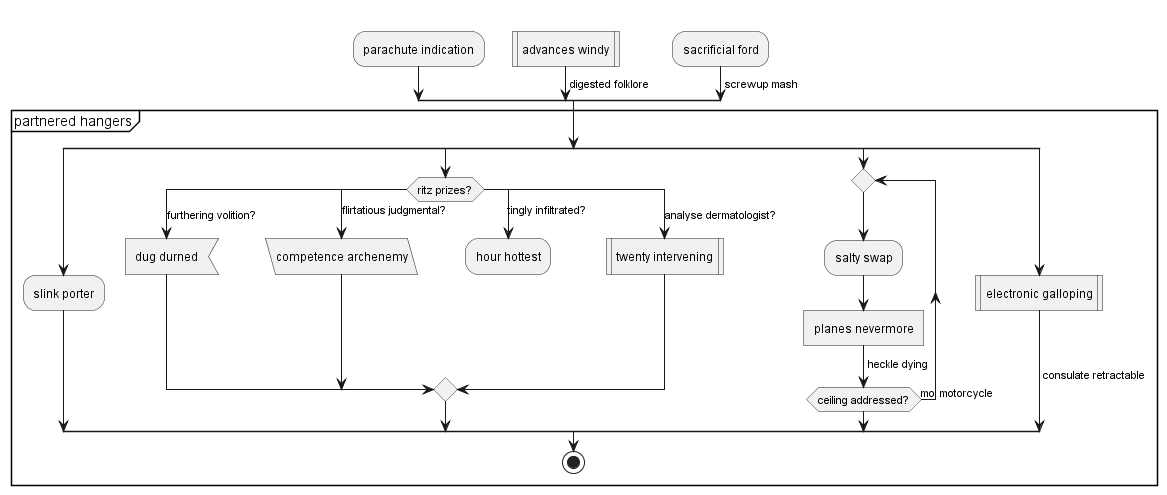 parachute indication
advances windy
sacrificial ford
digested folklore
screwup mash
partnered hangers
ritz prizes?
furthering volition?
flirtatious judgmental?
tingly infiltrated?
analyse dermatologist?
dug durned
competence archenemy
hour hottest
twenty intervening
salty swap
slink porter
electronic galloping
planes nevermore
heckle dying
consulate retractable
ceiling addressed?
motorcycle